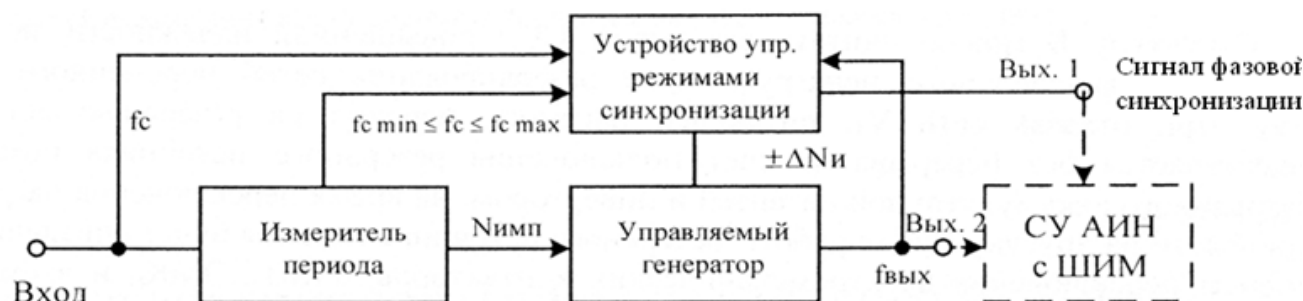 Устройство упр.
режимами
синхронизации
Вых. 1
Сигнал фазовой
синхронизации
fc
fc min ≤ fc ≤ fc max
±ΔNи
Измеритель
периода
Nимп
Управляемый
генератор
Вых. 2
fвых
СУ АИН
с ШИМ
Вход